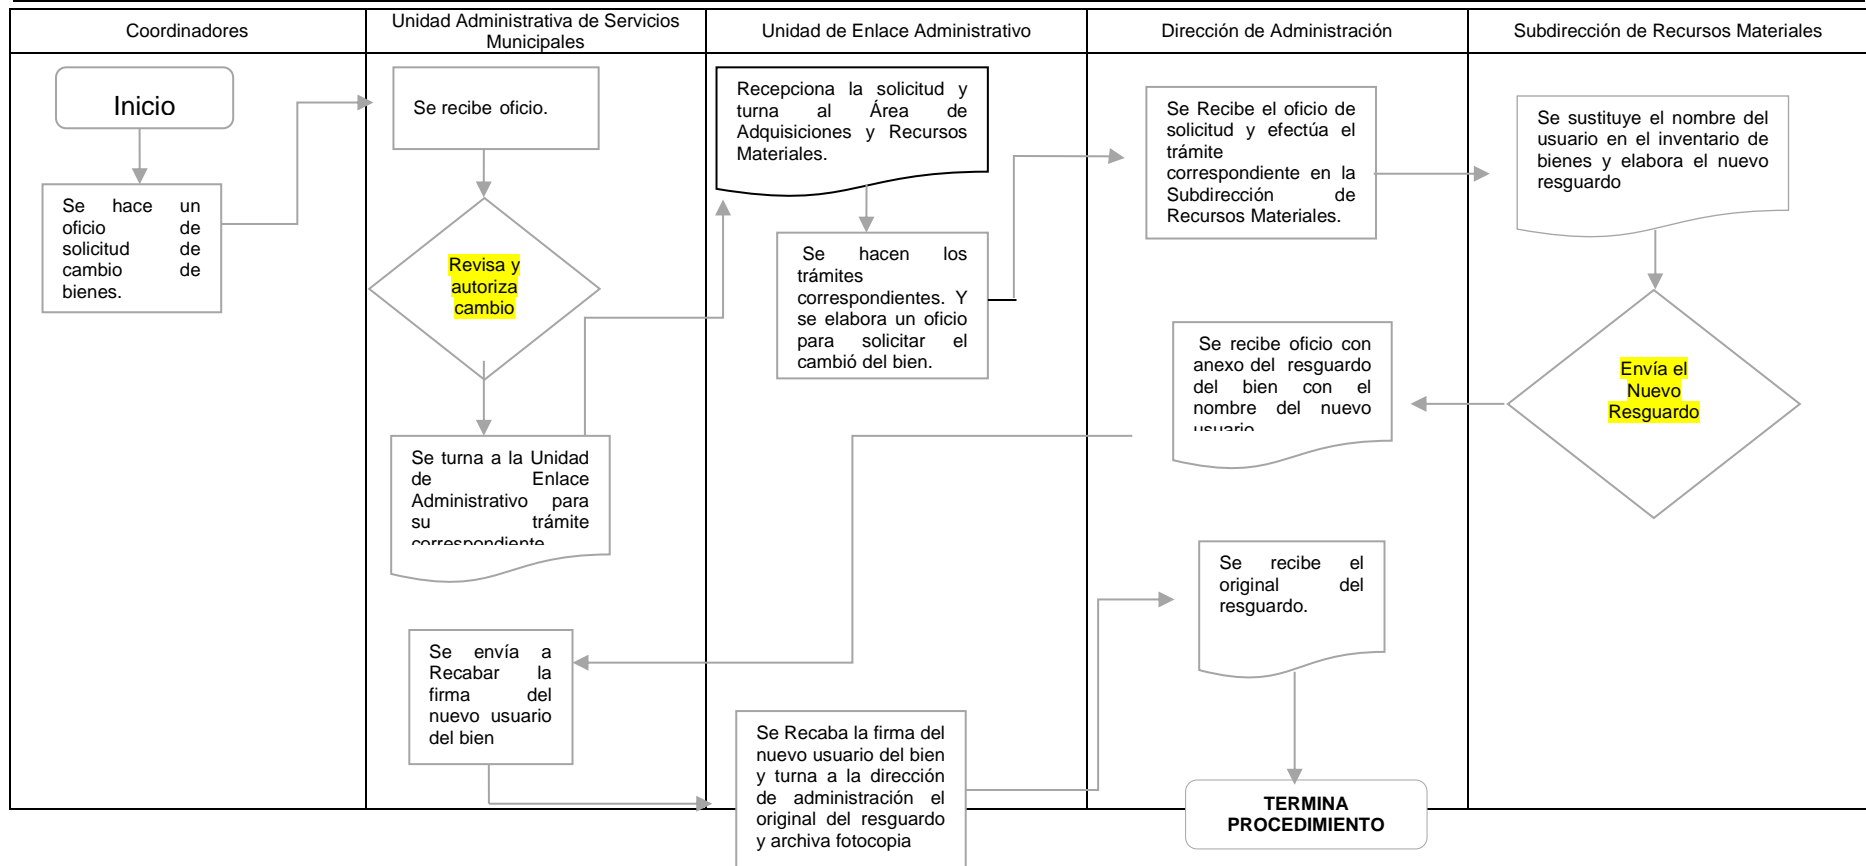 Coordinadores
Unidad Administrativa de Servicios
Municipales
Unidad de Enlace Administrativo
Dirección de Administración
Subdirección de Recursos Materiales
Inicio
Se hace un
oficio de
solicitud de
cambio de
bienes.
Se recibe oficio.
Revisa y
autoriza
cambio
Se turna a la Unidad
de Enlace
Administrativo para
su trámite
correspondiente
Se envía a
Recabar la
firma del
nuevo usuario
del bien
Recepciona la solicitud y
turna al Área de
Adquisiciones y Recursos
Materiales.
Se hacen los
trámites
correspondientes. Y
se elabora un oficio
para solicitar el
cambió del bien.
Se Recaba la firma del
nuevo usuario del bien
y turna a la dirección
de administración el
original del resguardo
y archiva fotocopia
Se Recibe el oficio de
solicitud y efectúa el
trámite
correspondiente en la
Subdirección de
Recursos Materiales.
Se recibe oficio con
anexo del resguardo
del bien con el
nombre del nuevo
usuario
Se recibe el
original del
resguardo.
TERMINA
PROCEDIMIENTO
Se sustituye el nombre del
usuario en el inventario de
bienes y elabora el nuevo
resguardo
Envía el
Nuevo
Resguardo